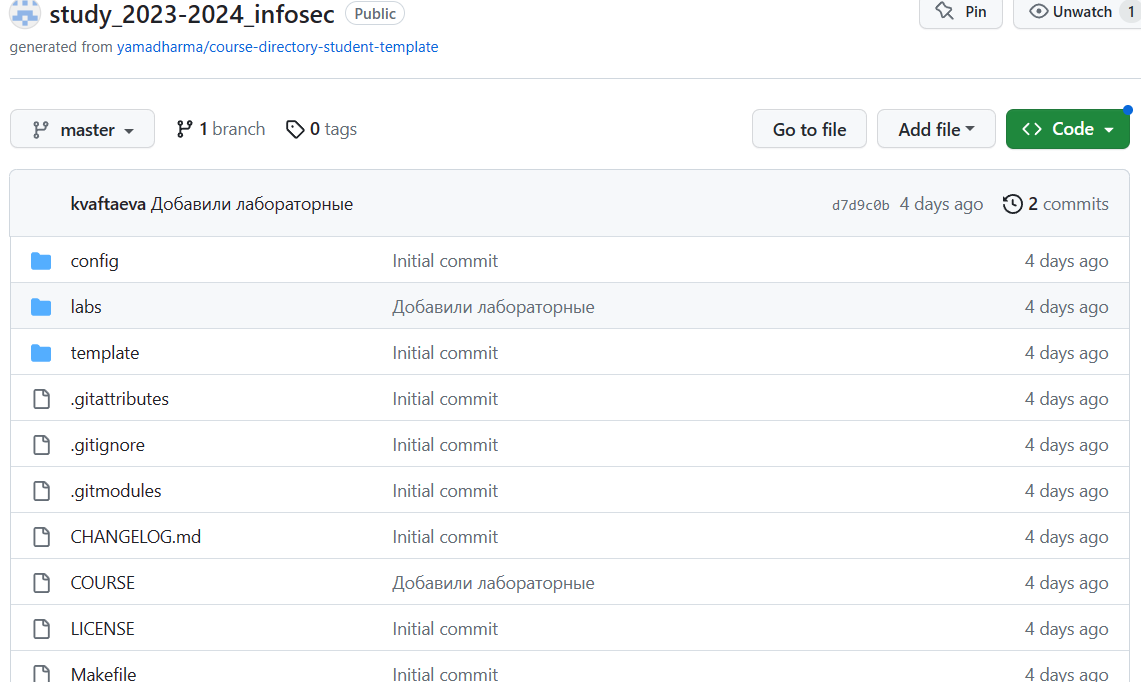 study_2023-2024_infosec Public Pin Unwatch 1
generated from yamadharma/course-directory-student-template
master 1 branch 0 tags Go to file Add file Code
kvaftaeva Добавили лабораторные d7d9c0b 4 days ago 2 commits
config Initial commit 4 days ago
labs Добавили лабораторные 4 days ago
template Initial commit 4 days ago
.gitattributes Initial commit 4 days ago
.gitignore Initial commit 4 days ago
.gitmodules Initial commit 4 days ago
CHANGELOG.md Initial commit 4 days ago
COURSE Добавили лабораторные 4 days ago
LICENSE Initial commit 4 days ago
Makefile Initial commit 4 days ago